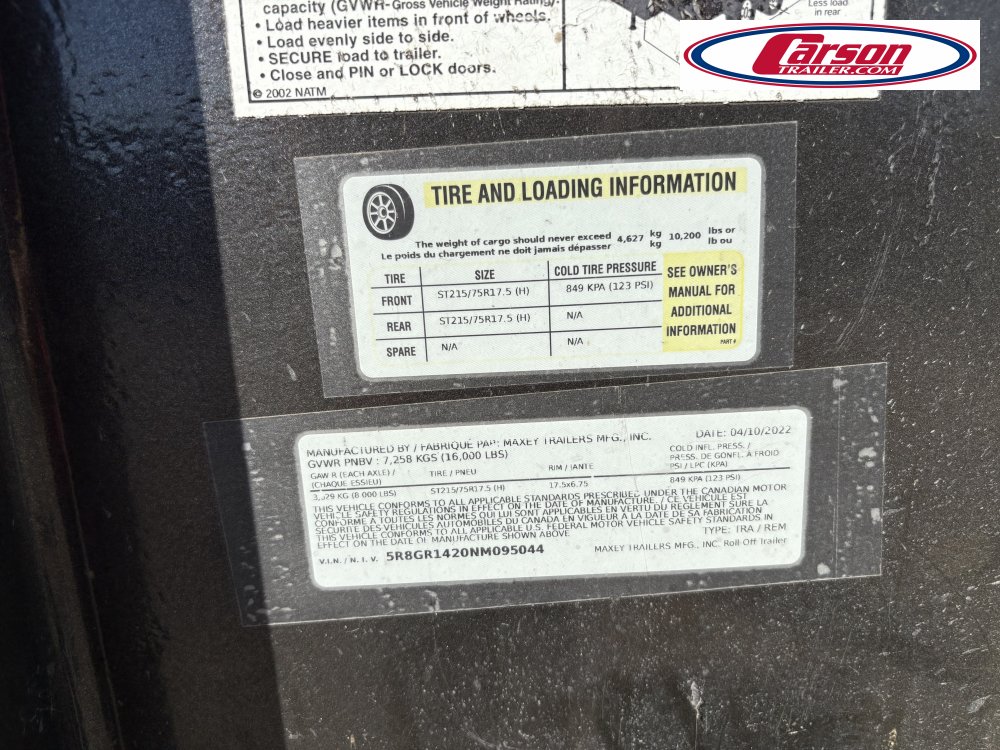 capacity (GVWR-Gross Vehicle Weight Rating).
• Load heavier items in front of wheels.
• Load evenly side to side.
• SECURE load to trailer.
• Close and PIN or LOCK doors.
© 2002 NATM
Less load
in rear
Carson
TRAILER.COM
TIRE AND LOADING INFORMATION
The weight of cargo should never exceed 4,627 kg 10,200 lbs or
Le poids du chargement ne doit jamais dépasser kg lb ou
TIRE SIZE COLD TIRE PRESSURE
FRONT ST215/75R17.5 (H) 849 KPA (123 PSI)
REAR ST215/75R17.5 (H) N/A
SPARE N/A N/A
SEE OWNER'S
MANUAL FOR
ADDITIONAL
INFORMATION
PART #
MANUFACTURED BY / FABRIQUÉ PAR: MAXEY TRAILERS MFG., INC. DATE: 04/10/2022
GVWR PNBV : 7,258 KGS (16,000 LBS)
GAWR (EACH AXLE) / TIRE / PNEU RIM / JANTE COLD INFL. PRESS. /
(CHAQUE ESSIEU) PRESS. DE GONFL. À FROID
PSI / LPC (KPA)
3,629 KG (8 000 LBS) ST215/75R17.5 (H) 17.5x6.75 849 KPA (123 PSI)
THIS VEHICLE CONFORMS TO ALL APPLICABLE STANDARDS PRESCRIBED UNDER THE CANADIAN MOTOR
VEHICLE SAFETY REGULATIONS IN EFFECT ON THE DATE OF MANUFACTURE. / CE VEHICULE EST
CONFORME A TOUTES LES NORMES QUI LUI SONT APPLICABLES EN VERTU DU REGLEMENT SUR LA
SECURITE DES VEHICULES AUTOMOBILES DU CANADA EN VIGUEUR A LA DATE DE SA FABRICATION
THIS VEHICLE CONFORMS TO ALL APPLICABLE U.S. FEDERAL MOTOR VEHICLE SAFETY STANDARDS IN
EFFECT ON THE DATE OF MANUFACTURE SHOWN ABOVE TYPE: TRA / REM
V.I.N. / N. I. V. 5R8GR1420NM095044 MAXEY TRAILERS MFG., INC. Roll Off Trailer